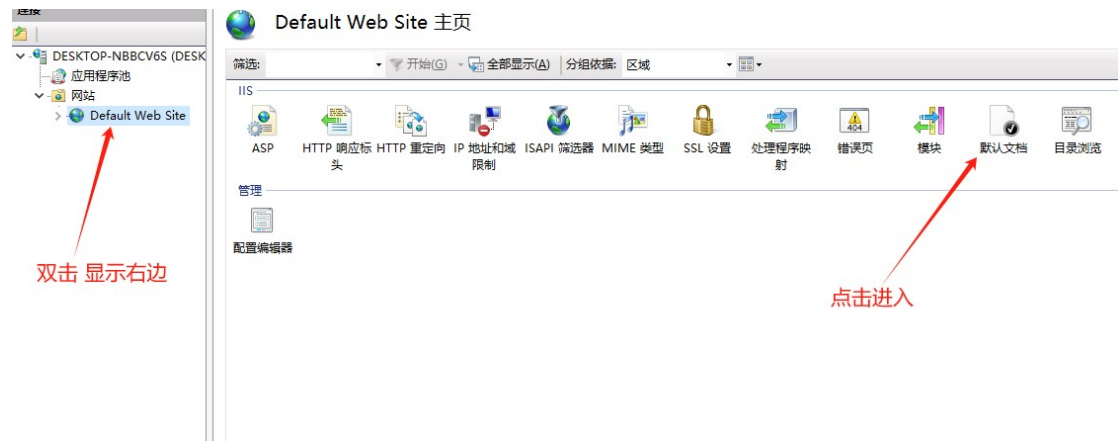 连接
Default Web Site 主页
DESKTOP-NBBCV6S (DESK
应用程序池
网站
Default Web Site
筛选: 开始(G) 全部显示(A) 分组依据: 区域
IIS
ASP
HTTP 响应标
头
HTTP 重定向
IP 地址和域
限制
ISAPI 筛选器
MIME 类型
SSL 设置
处理程序映
射
404
错误页
模块
默认文档
目录浏览
管理
配置编辑器
双击 显示右边
点击进入